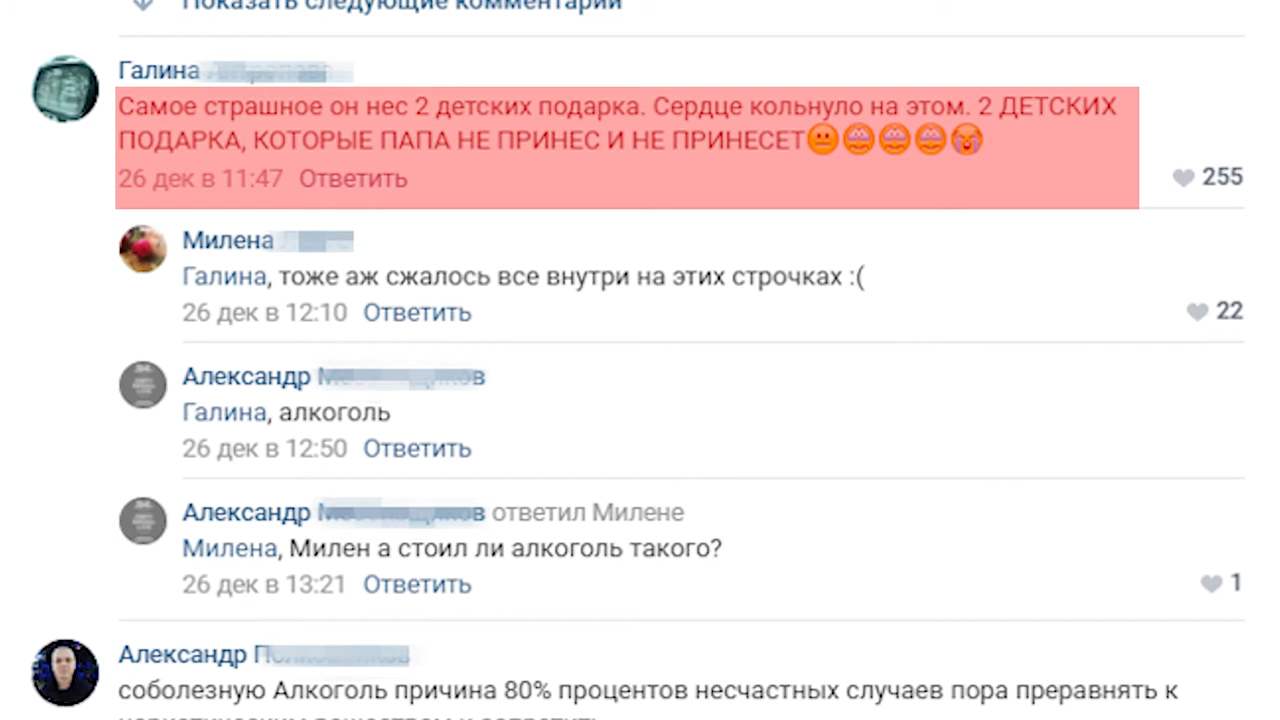 Показать следующие комментарии
Галина
Самое страшное он нес 2 детских подарка. Сердце кольнуло на этом. 2 ДЕТСКИХ
ПОДАРКА, КОТОРЫЕ ПАПА НЕ ПРИНЕС И НЕ ПРИНЕСЕТ
26 дек в 11:47 Ответить
255
Милена
Галина, тоже аж сжалось все внутри на этих строчках :(
26 дек в 12:10 Ответить
22
Александр
Галина, алкоголь
26 дек в 12:50 Ответить
Александр ответил Милене
Милена, Милен а стоил ли алкоголь такого?
26 дек в 13:21 Ответить
1
Александр
соболезную Алкоголь причина 80% процентов несчастных случаев пора преравнять к